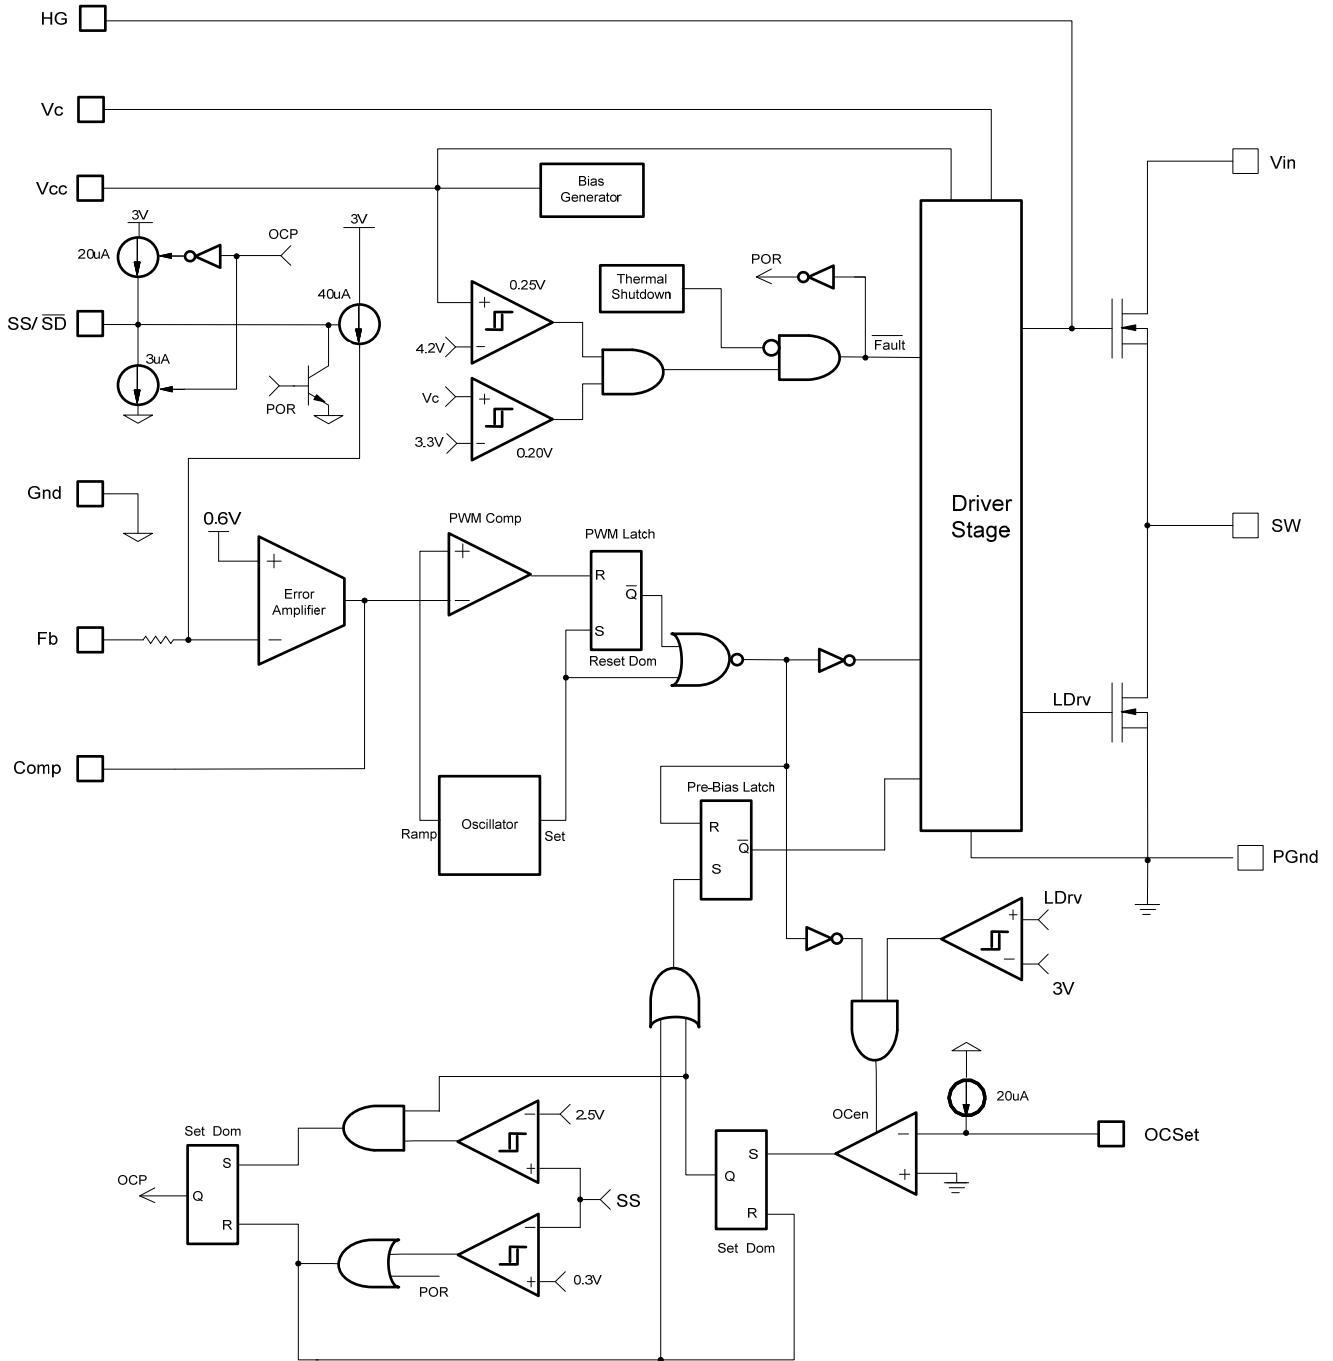 HG
Vc
Vin
Vcc
Bias
Generator
3V
20uA
OCP
3V
40uA
SS/SD
3uA
POR
0.25V
+
4.2V
−
Vc
+
3.3V
−
0.20V
Thermal
Shutdown
POR
Fault
Driver
Stage
Gnd
0.6V
+
Error
Amplifier
−
PWM Comp
+
−
PWM Latch
R
Q
S
Reset Dom
SW
Fb
LDrv
Comp
Ramp
Oscillator
Set
Pre-Bias Latch
R
Q
S
PGnd
LDrv
+
−
3V
20uA
OCen
−
+
OCSet
Set Dom
S
Q
R
OCP
−
2.5V
+
SS
−
+
0.3V
POR
S
Q
R
Set Dom